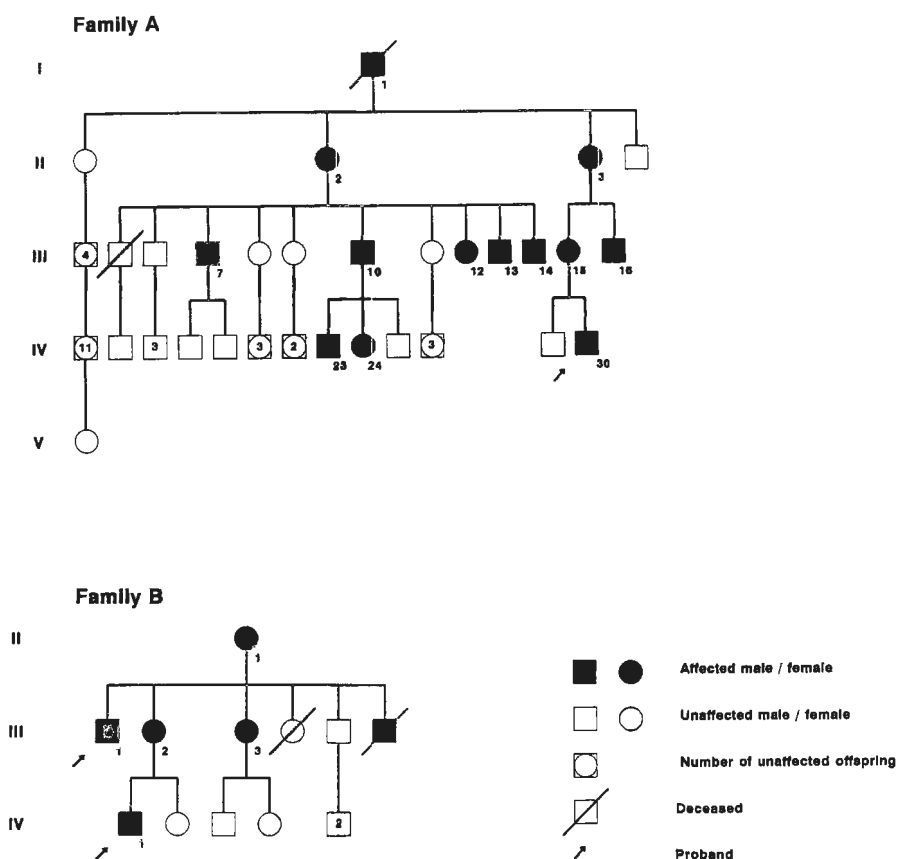 Family A
I
1
II
2 3
III
4 7 10 12 13 14 15 16
IV
11 3 3 2 23 24 3 30
V
Family B
II
1
III
1 2 3
IV
1 2
Affected male / female
Unaffected male / female
Number of unaffected offspring
Deceased
Proband